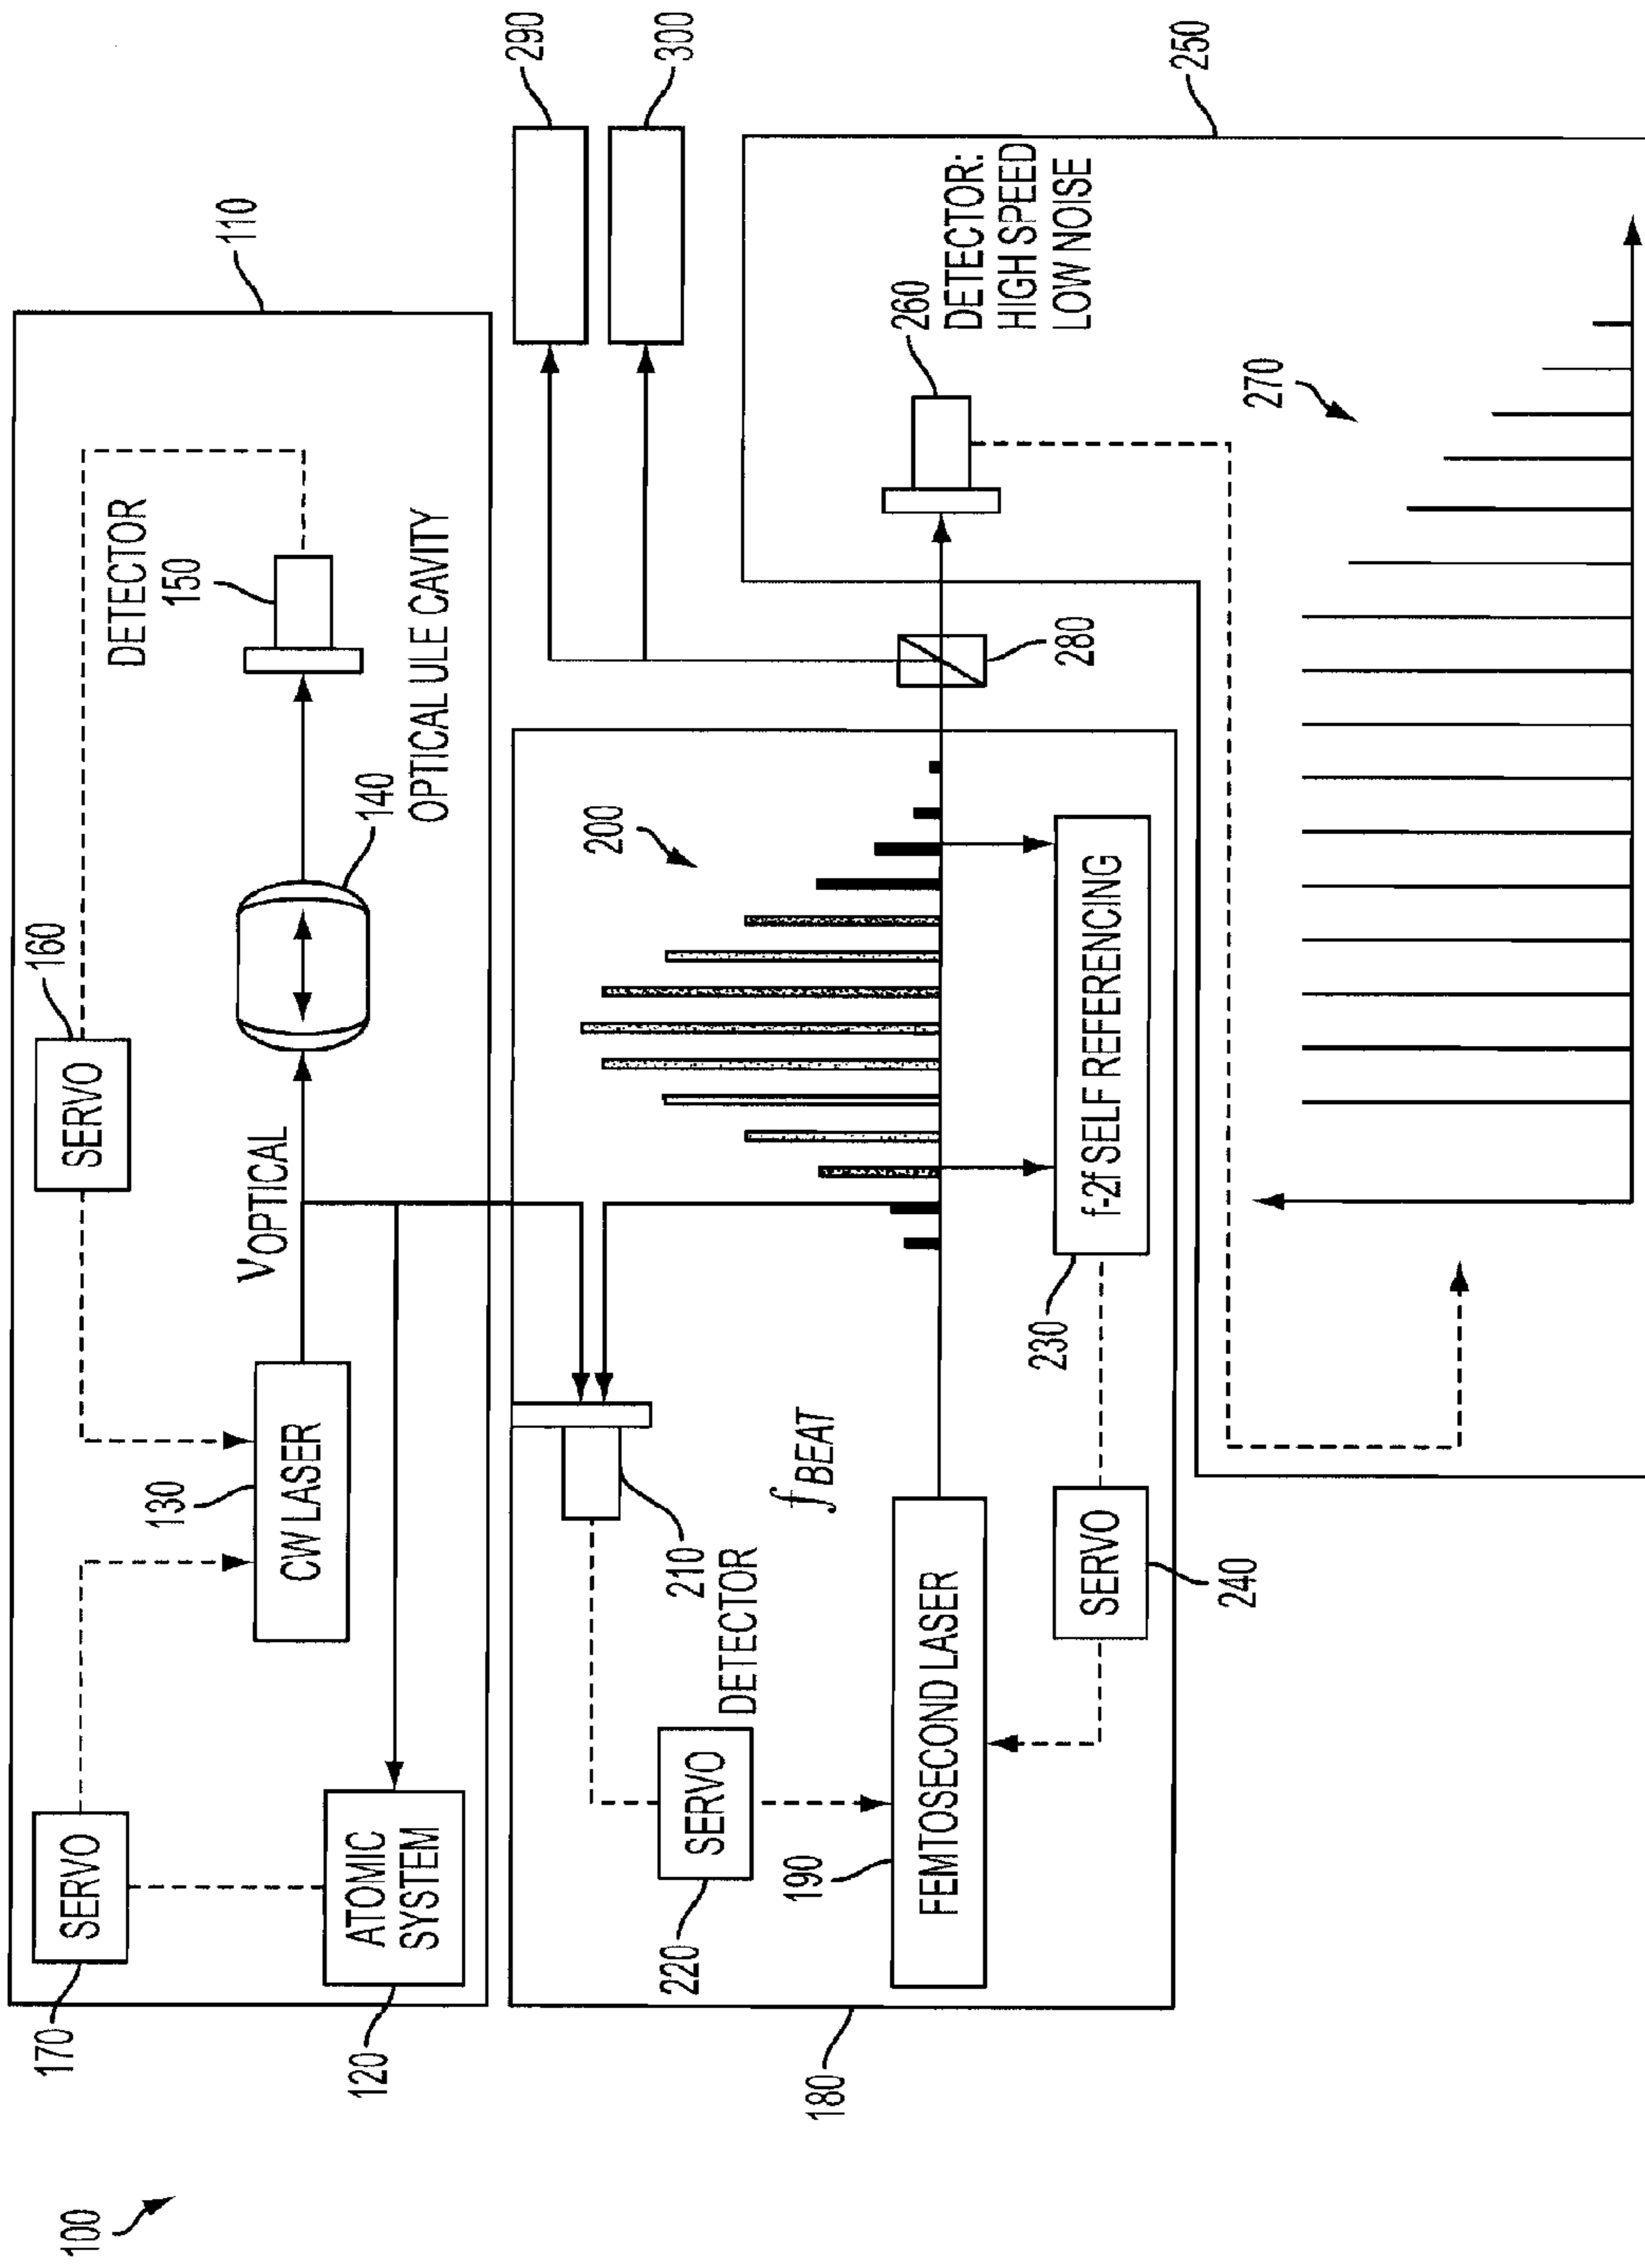 100
110
170
SERVO
160
SERVO
DETECTOR
150
130
CW LASER
VOPTICAL
140
OPTICAL ULE CAVITY
120
ATOMIC
SYSTEM
290
300
210
DETECTOR
220
SERVO
fBEAT
200
190
FEMTOSECOND LASER
280
260
DETECTOR:
HIGH SPEED
LOW NOISE
230
f-2f SELF REFERENCING
SERVO
240
180
250
270